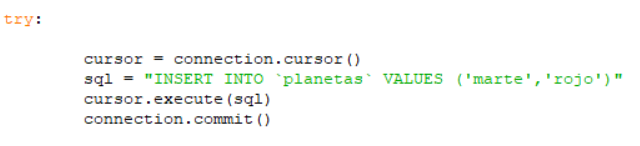 try:
cursor = connection.cursor()
sql = "INSERT INTO `planetas` VALUES ('marte','rojo')"
cursor.execute(sql)
connection.commit()